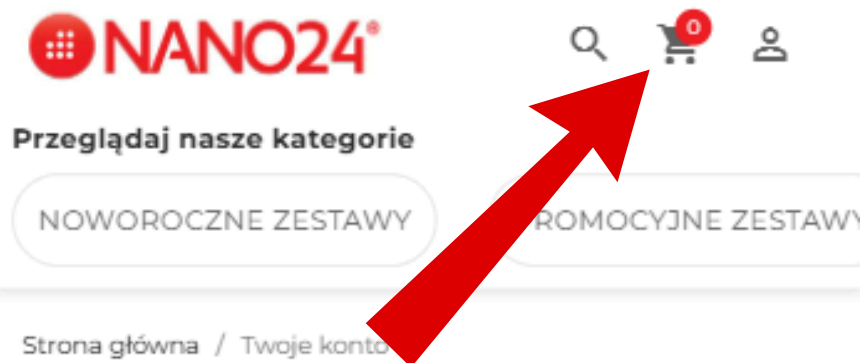 NANO24®
0
Przeglądaj nasze kategorie
NOWOROCZNE ZESTAWY
ROMOCYJNE ZESTAWY
Strona główna / Twoje konto